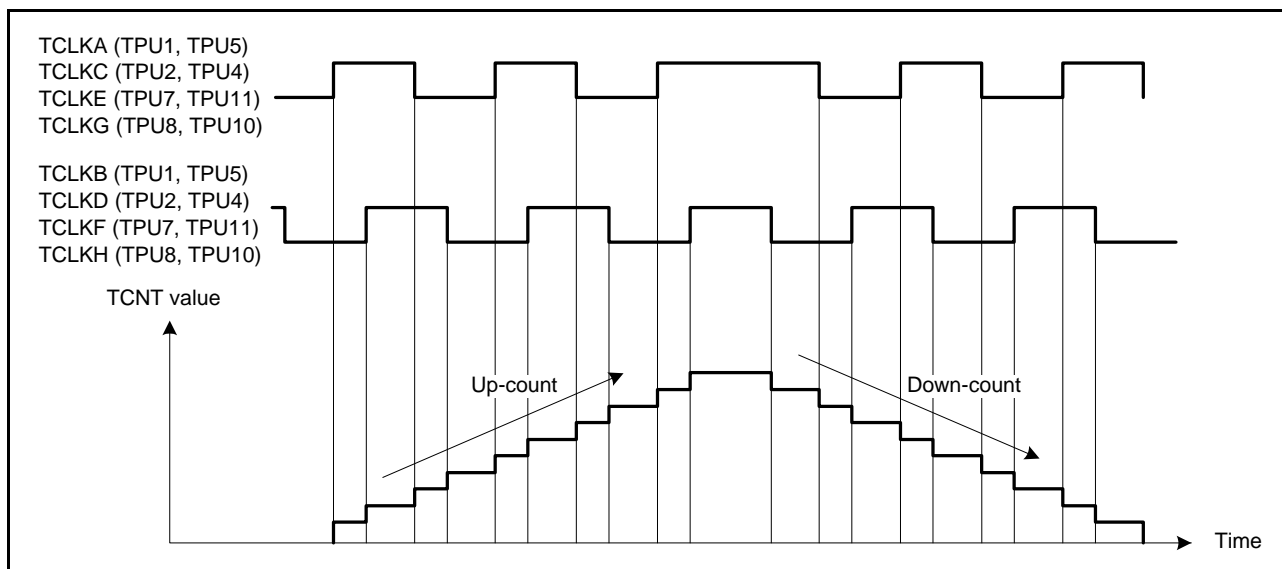 TCLKA (TPU1, TPU5)
TCLKC (TPU2, TPU4)
TCLKE (TPU7, TPU11)
TCLKG (TPU8, TPU10)
TCLKB (TPU1, TPU5)
TCLKD (TPU2, TPU4)
TCLKF (TPU7, TPU11)
TCLKH (TPU8, TPU10)
TCNT value
Up-count
Down-count
Time